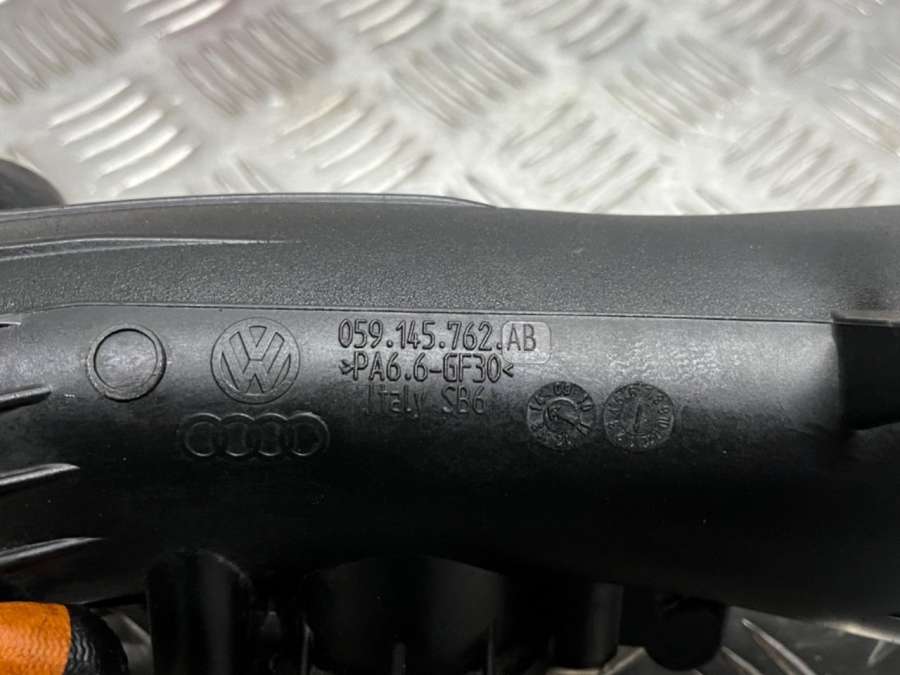 059.145.762.AB
>PA6.6-GF30<
Italy SB6